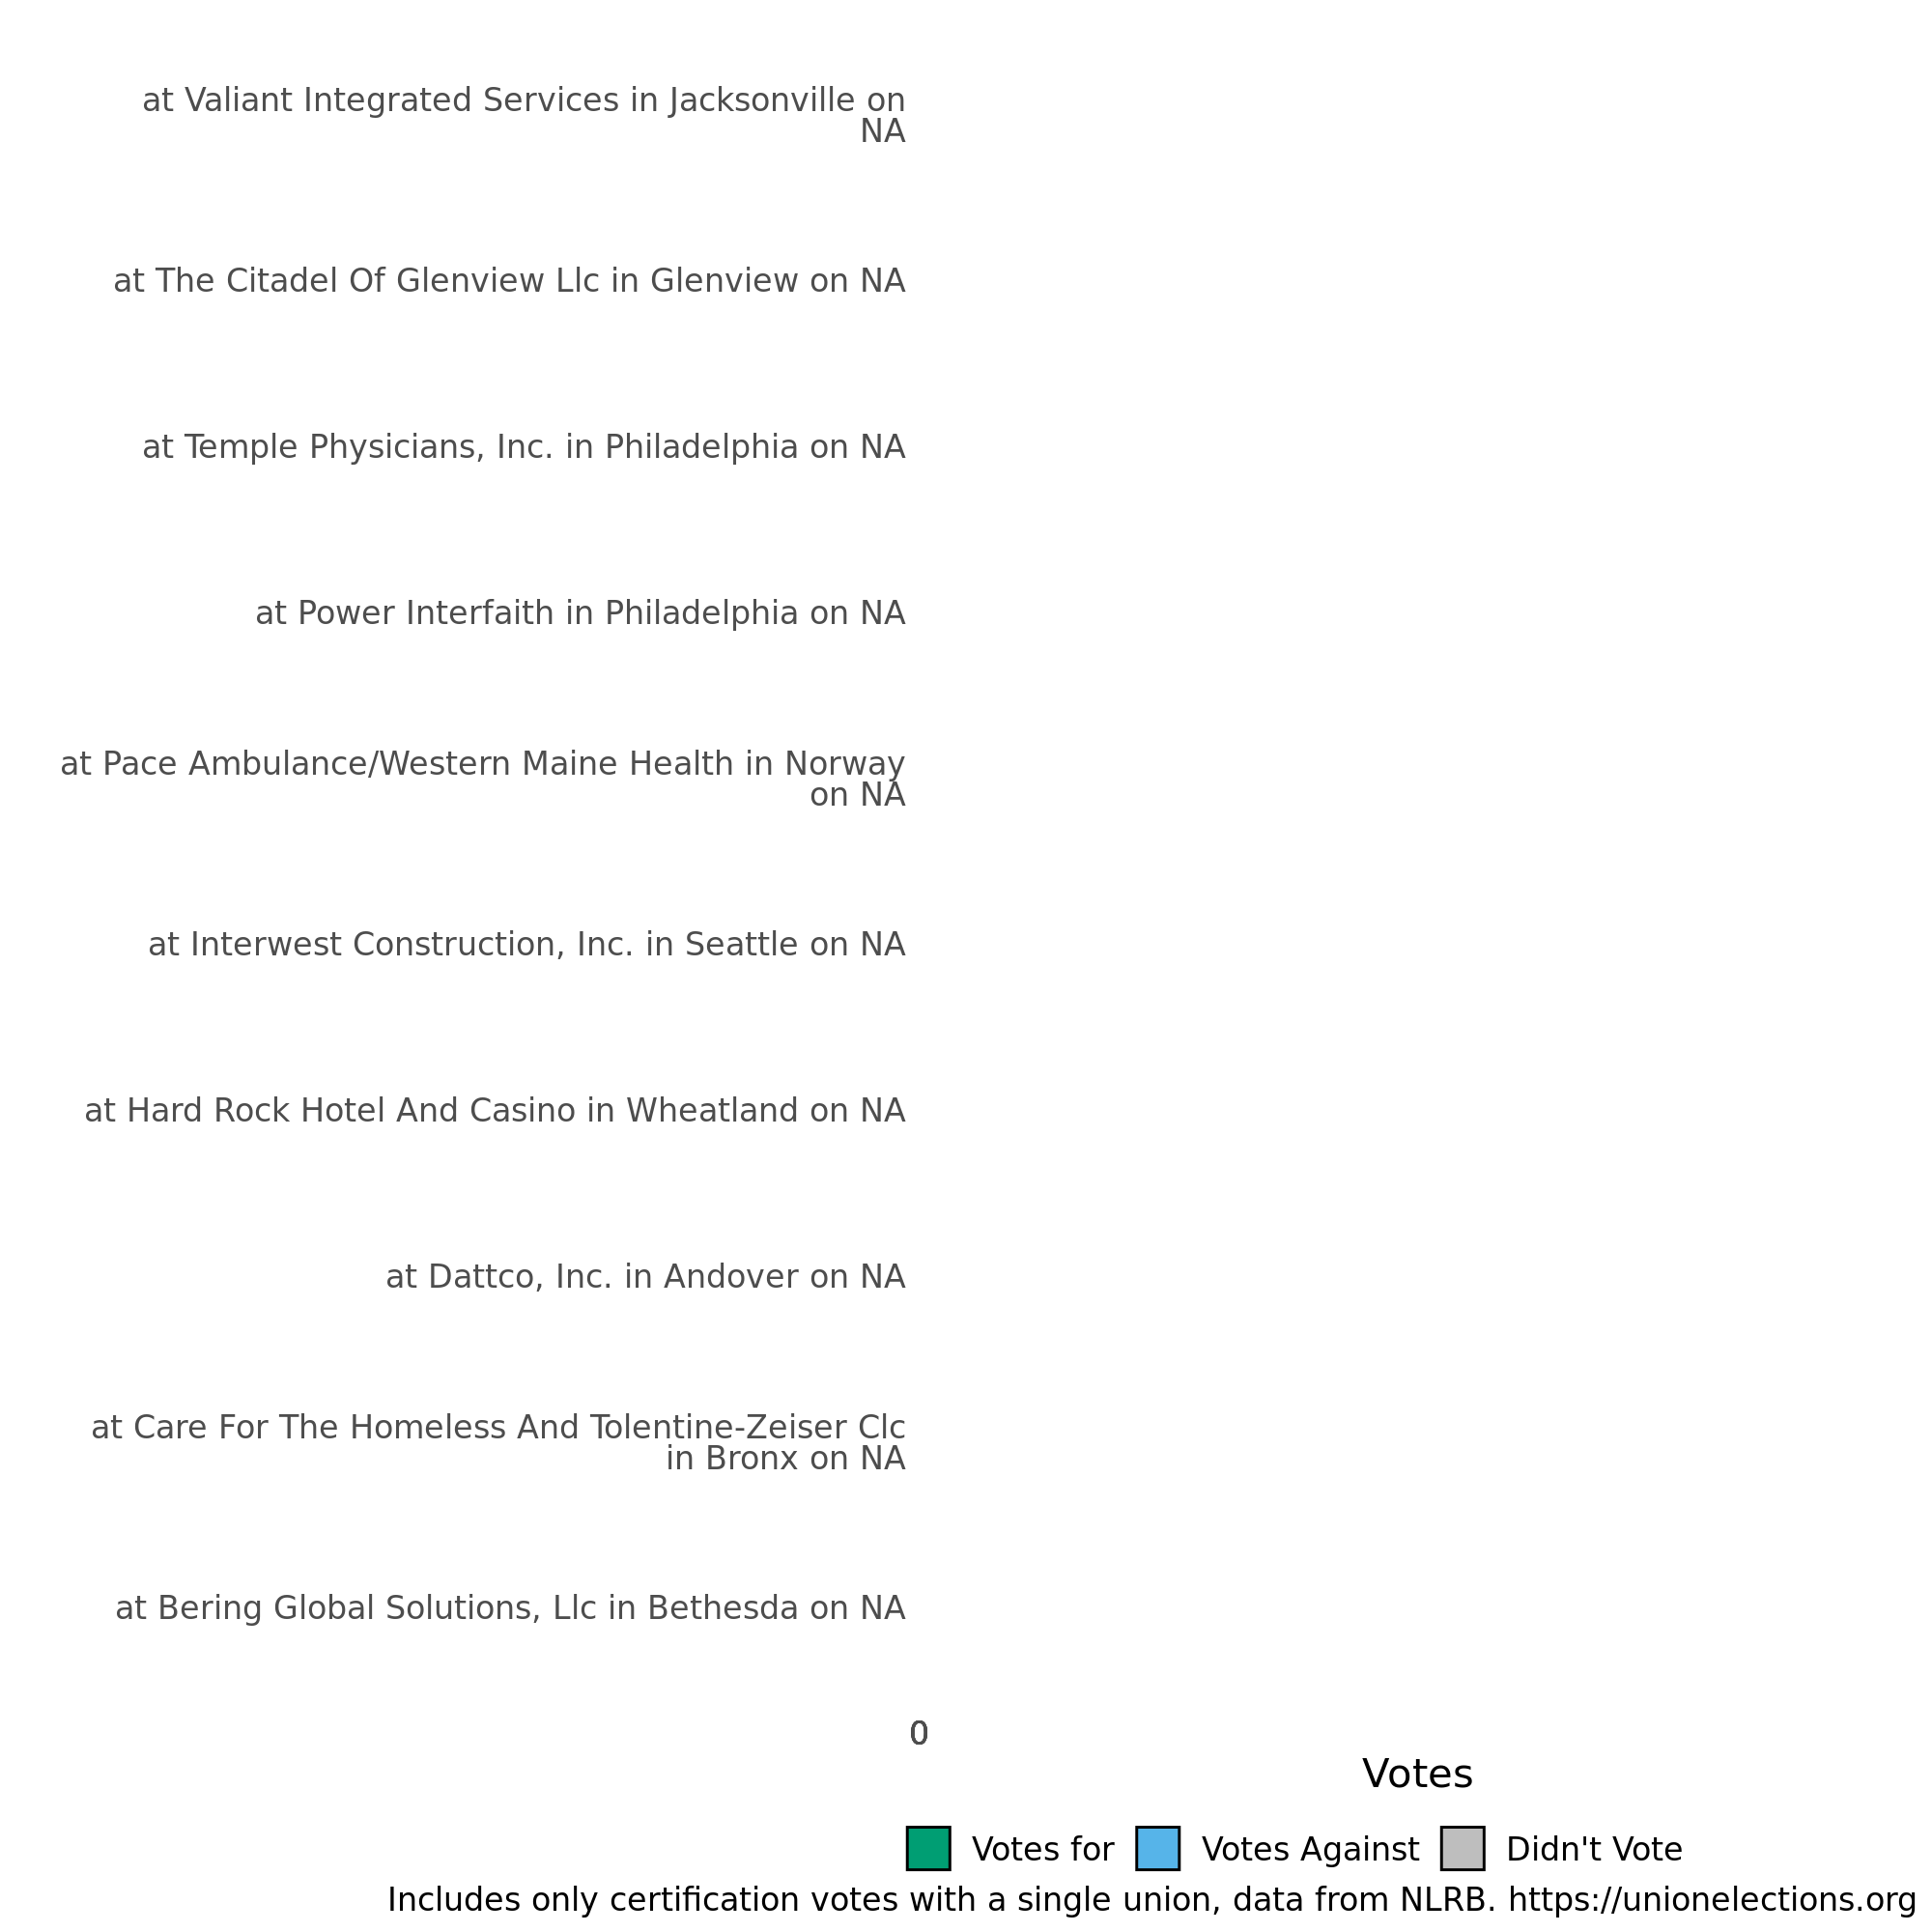 at Valiant Integrated Services in Jacksonville on
NA
at The Citadel Of Glenview Llc in Glenview on NA
at Temple Physicians, Inc. in Philadelphia on NA
at Power Interfaith in Philadelphia on NA
at Pace Ambulance/Western Maine Health in Norway
on NA
at Interwest Construction, Inc. in Seattle on NA
at Hard Rock Hotel And Casino in Wheatland on NA
at Dattco, Inc. in Andover on NA
at Care For The Homeless And Tolentine-Zeiser Clc
in Bronx on NA
at Bering Global Solutions, Llc in Bethesda on NA
0
Votes
Votes for Votes Against Didn't Vote
Includes only certification votes with a single union, data from NLRB. https://unionelections.org